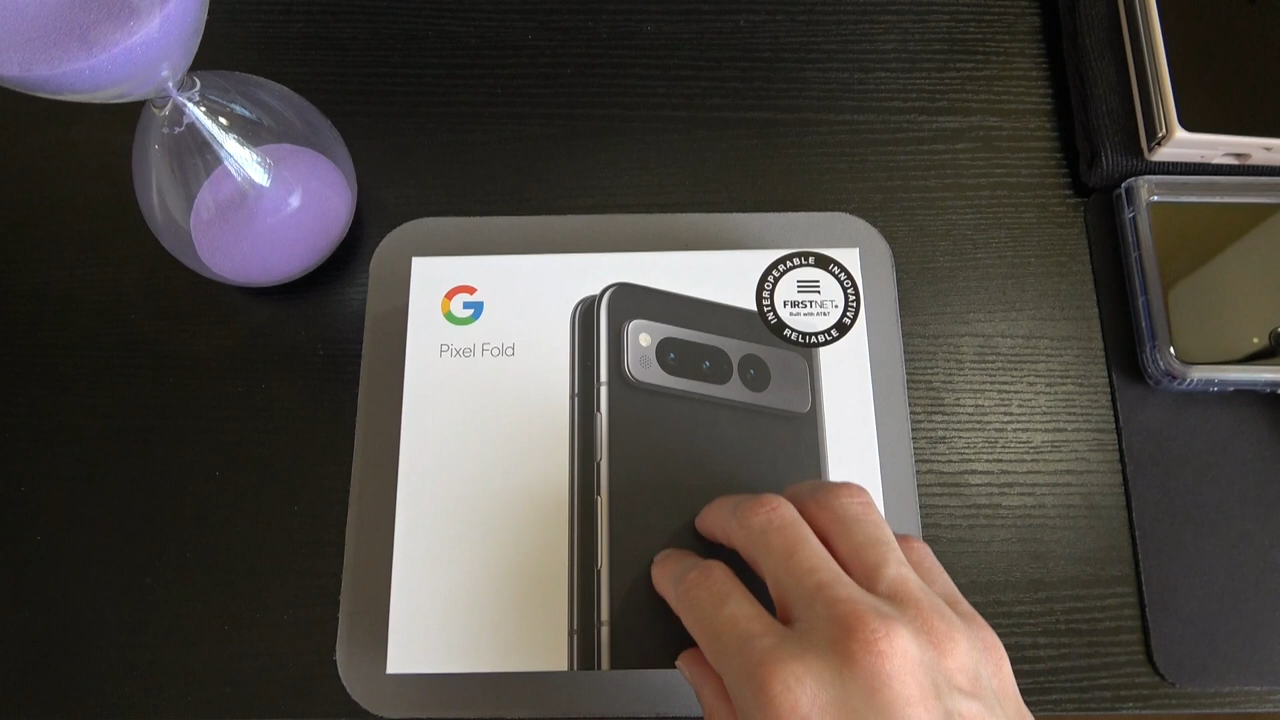 G
Pixel Fold
INTEROPERABLE INNOVATIVE
FIRSTNET®
Built with AT&T
RELIABLE